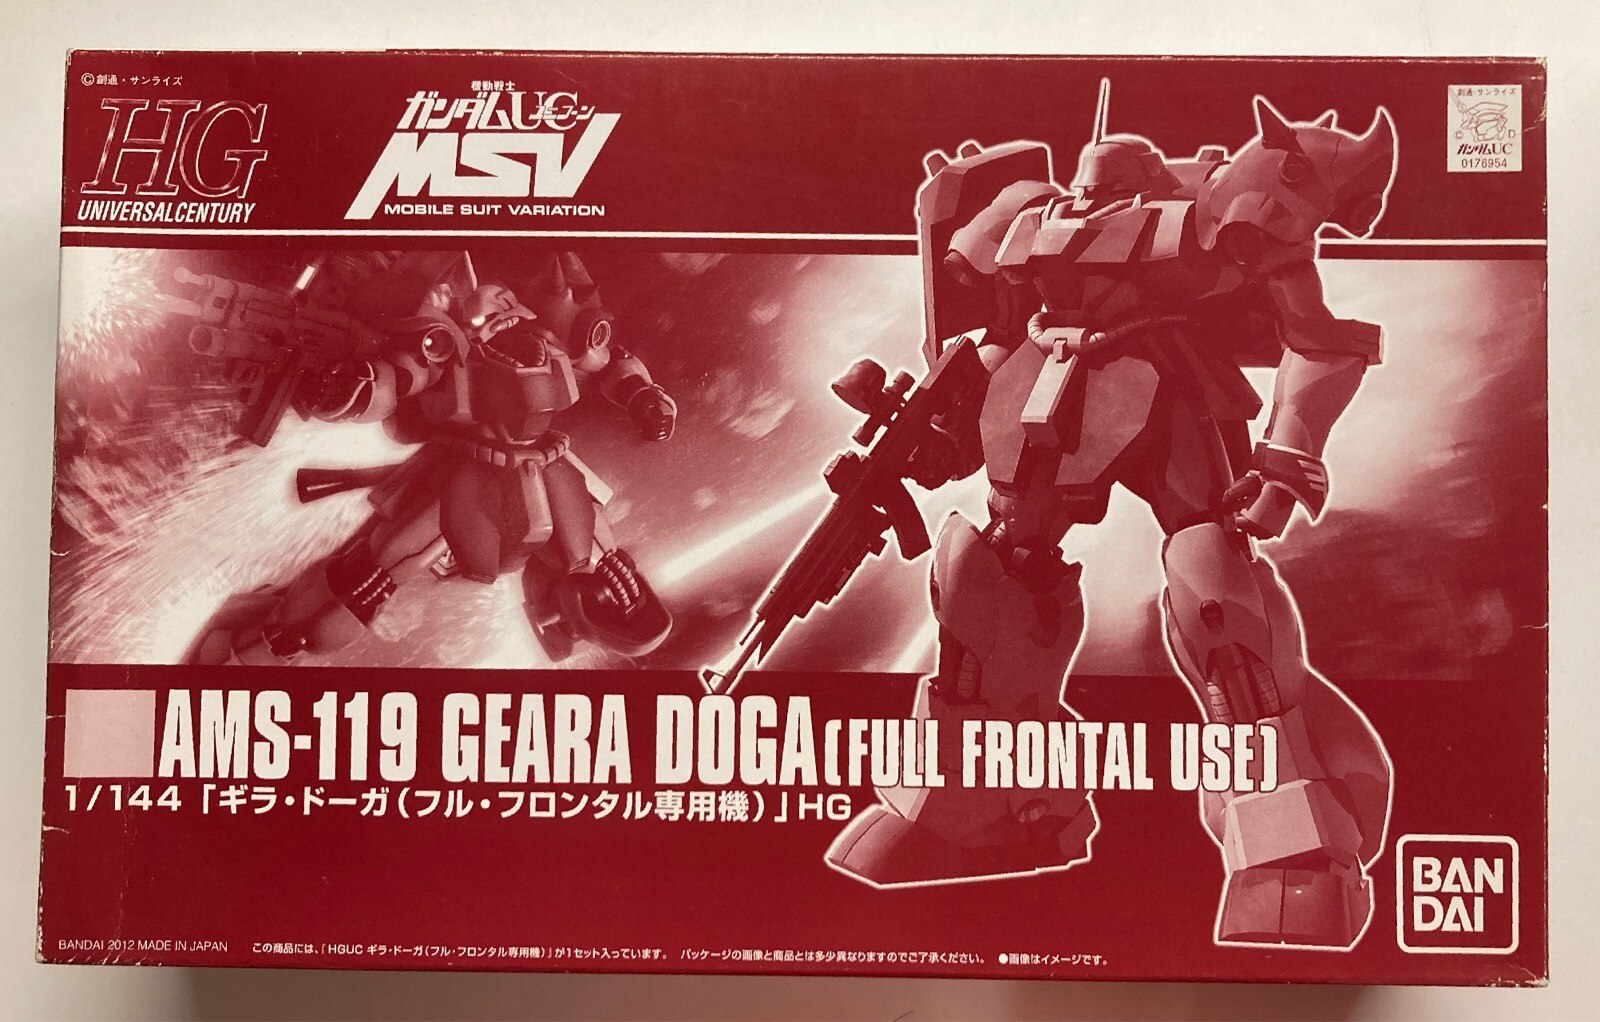 ©創通・サンライズ
HG
UNIVERSAL CENTURY
機動戦士
ガンダムUC
ユニコーン
MSV
MOBILE SUIT VARIATION
創通・サンライズ
© D
ガンダムUC
0176954
AMS-119 GEARA DOGA(FULL FRONTAL USE)
1/144「ギラ・ドーガ(フル・フロンタル専用機)」HG
BANDAI
BANDAI 2012 MADE IN JAPAN
この商品には、「HGUC ギラ・ドーガ(フル・フロンタル専用機)」が1セット入っています。 パッケージの画像と商品とは多少異なりますのでご了承ください。 ●画像はイメージです。